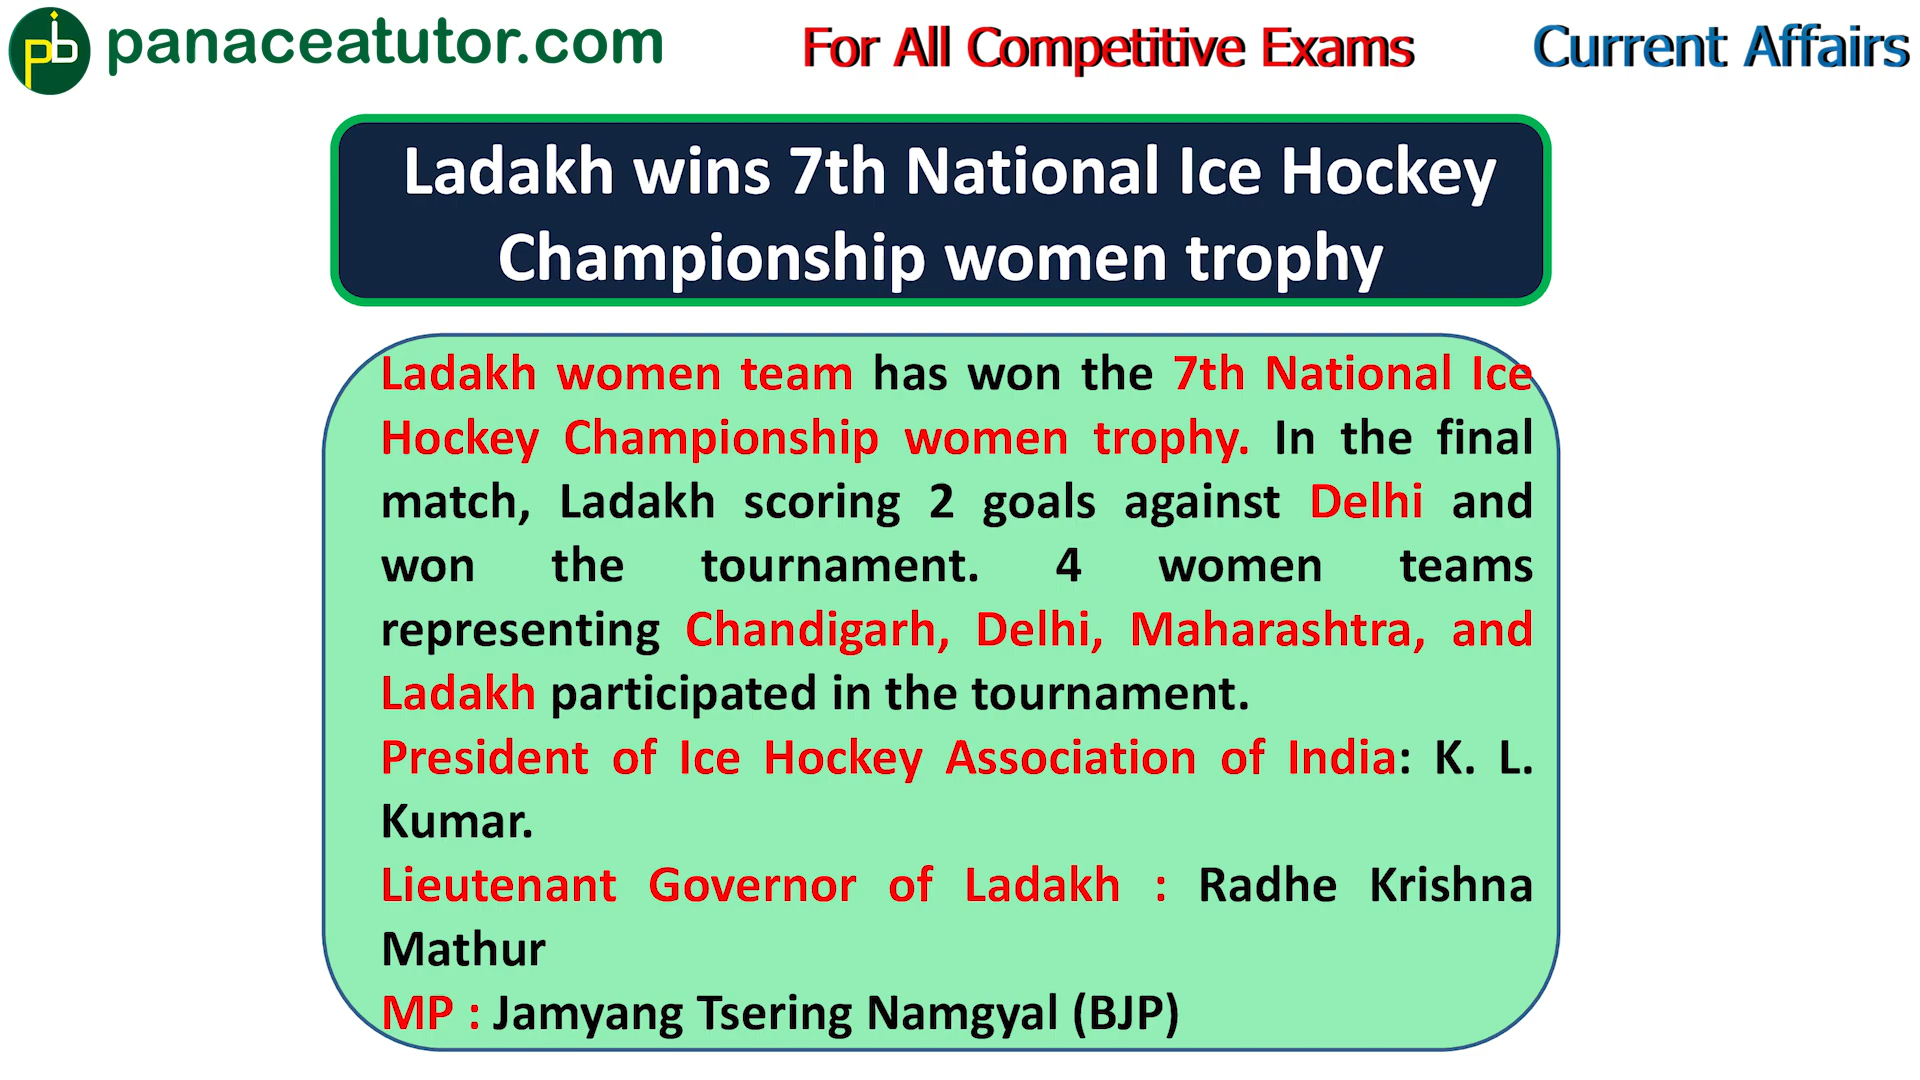 pb panaceatutor.com For All Competitive Exams Current Affairs
Ladakh wins 7th National Ice Hockey
Championship women trophy
Ladakh women team has won the 7th National Ice
Hockey Championship women trophy. In the final
match, Ladakh scoring 2 goals against Delhi and
won the tournament. 4 women teams
representing Chandigarh, Delhi, Maharashtra, and
Ladakh participated in the tournament.
President of Ice Hockey Association of India: K. L.
Kumar.
Lieutenant Governor of Ladakh : Radhe Krishna
Mathur
MP : Jamyang Tsering Namgyal (BJP)